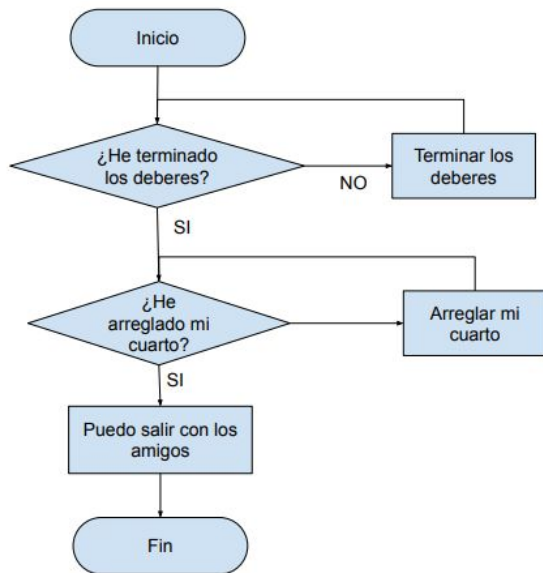 Inicio
¿He terminado
los deberes?
NO
Terminar los
deberes
SI
¿He
arreglado mi
cuarto?
Arreglar mi
cuarto
SI
Puedo salir con los
amigos
Fin